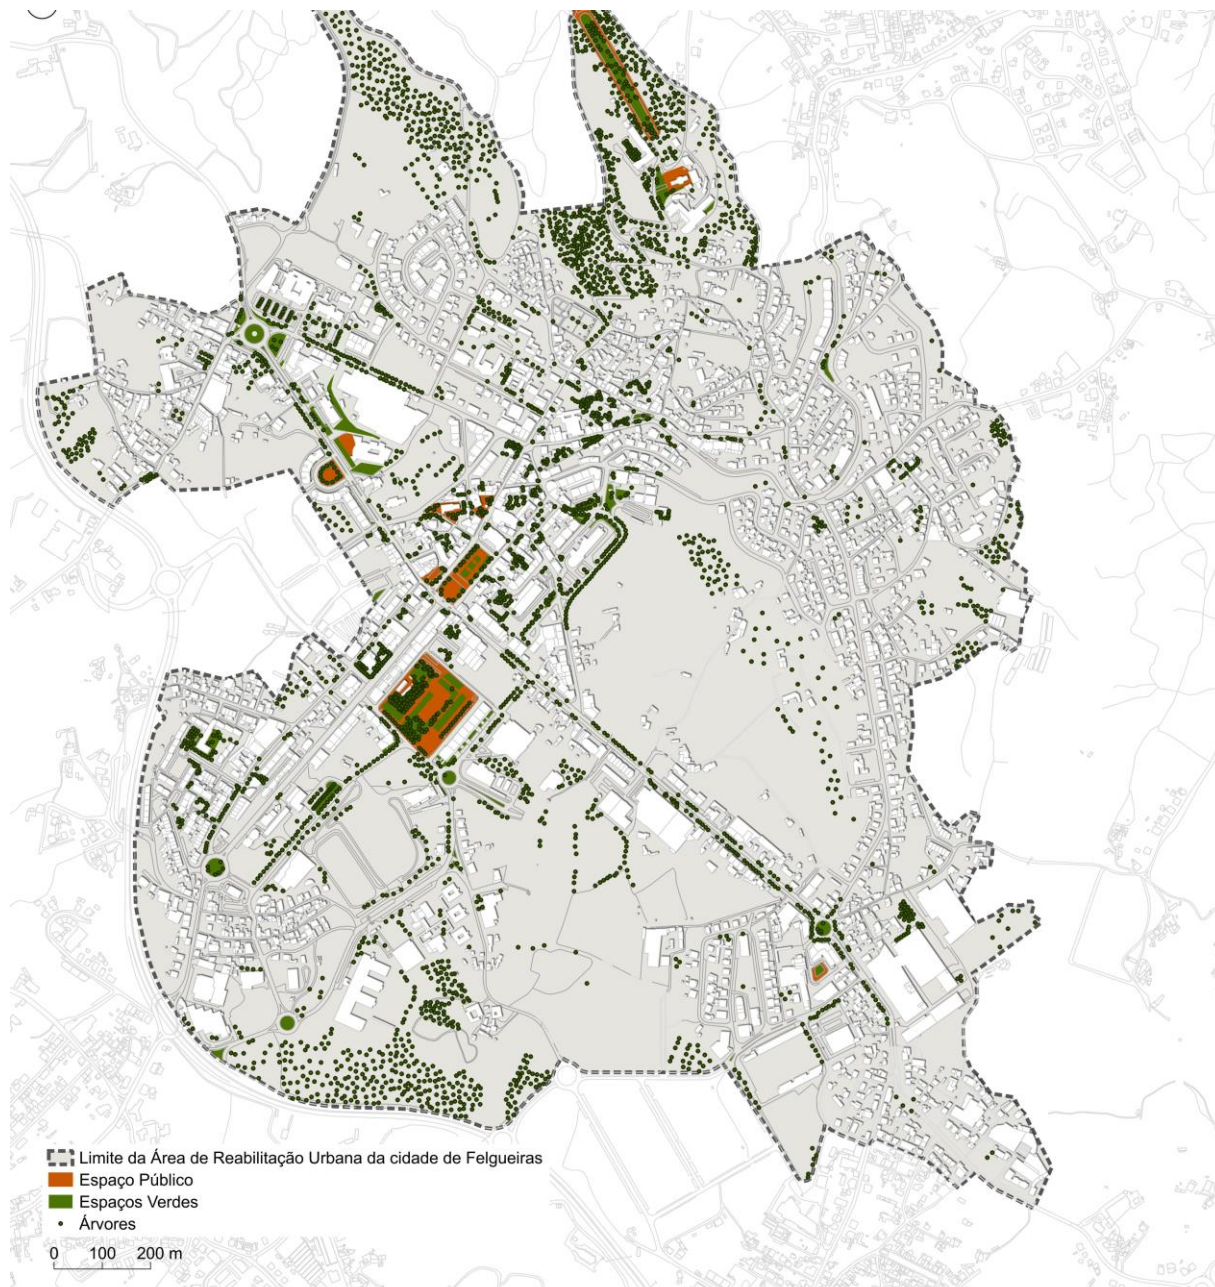 Limite da Área de Reabilitação Urbana da cidade de Felgueiras
Espaço Público
Espaços Verdes
Árvores
0 100 200 m